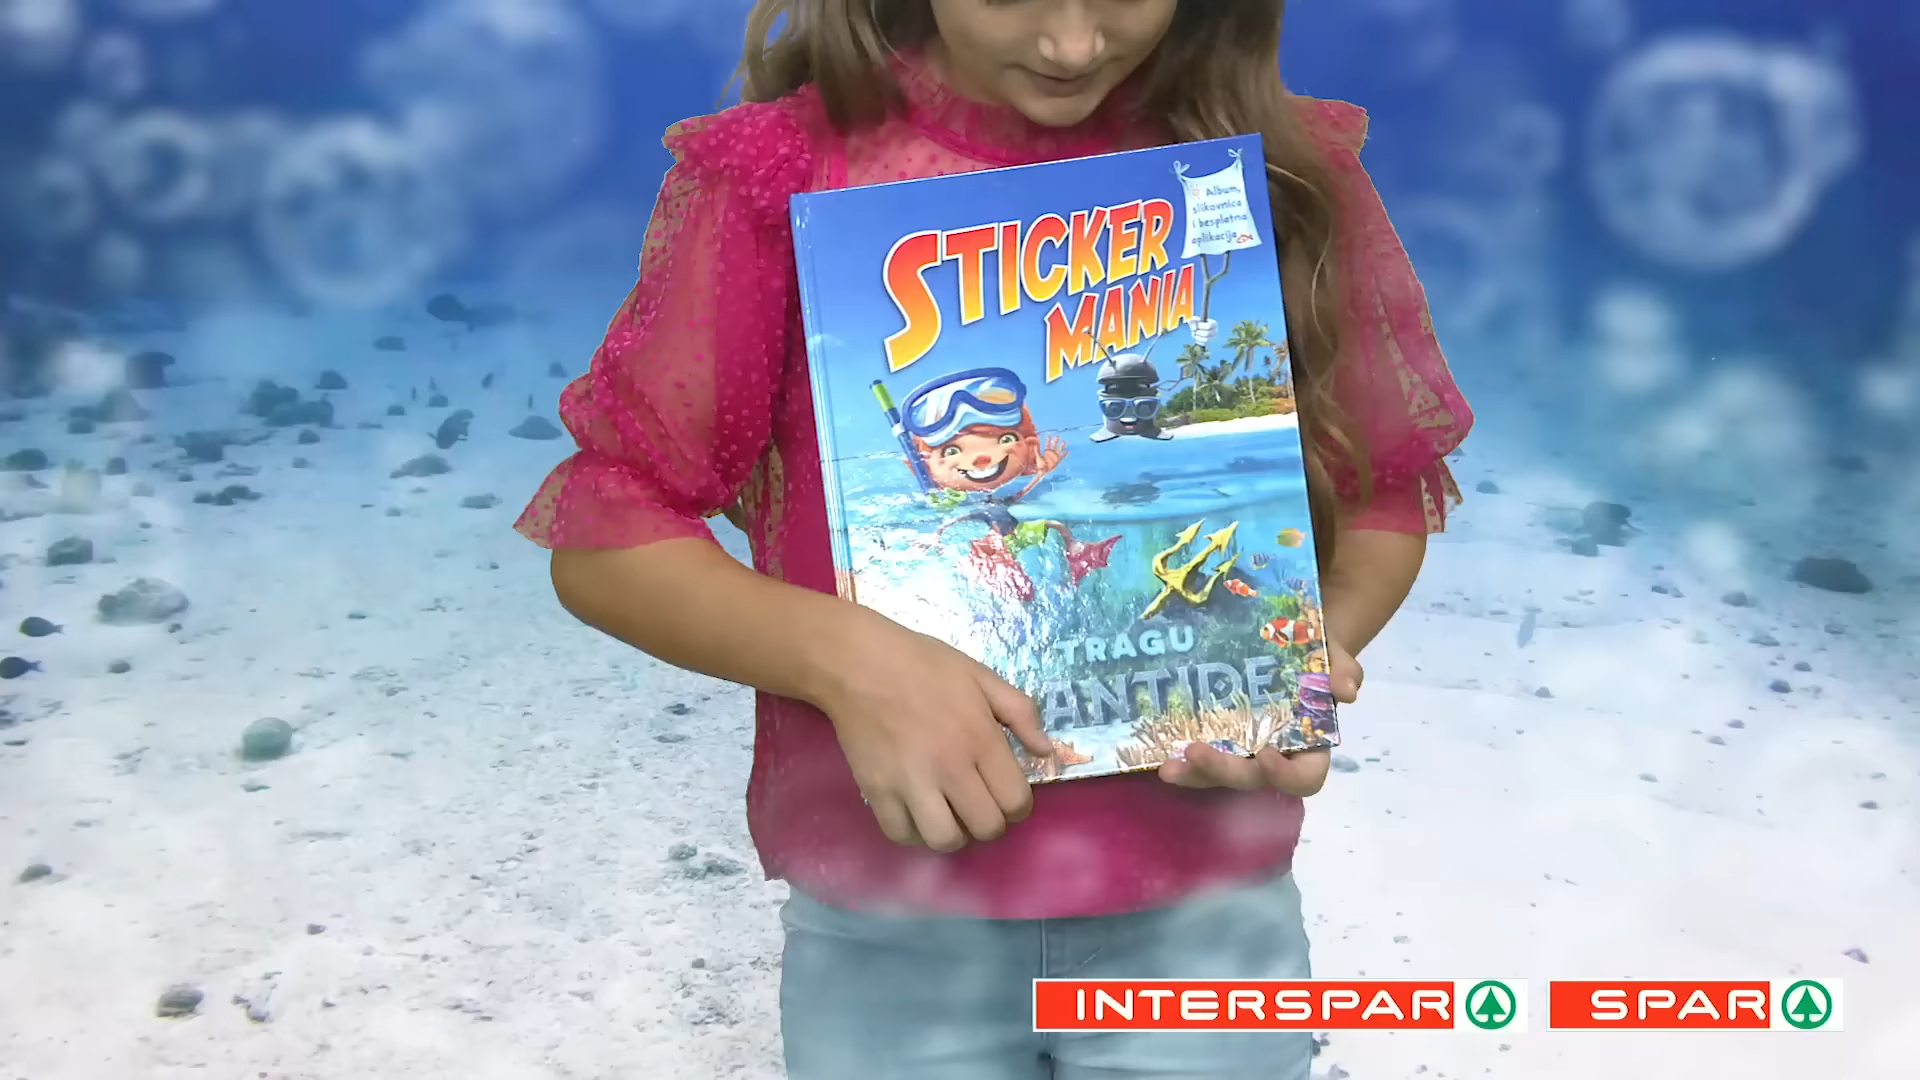 Album,
slikovnica
i besplatna
aplikacija
STICKER
MANIA
TRAGU
INTERSPAR
SPAR